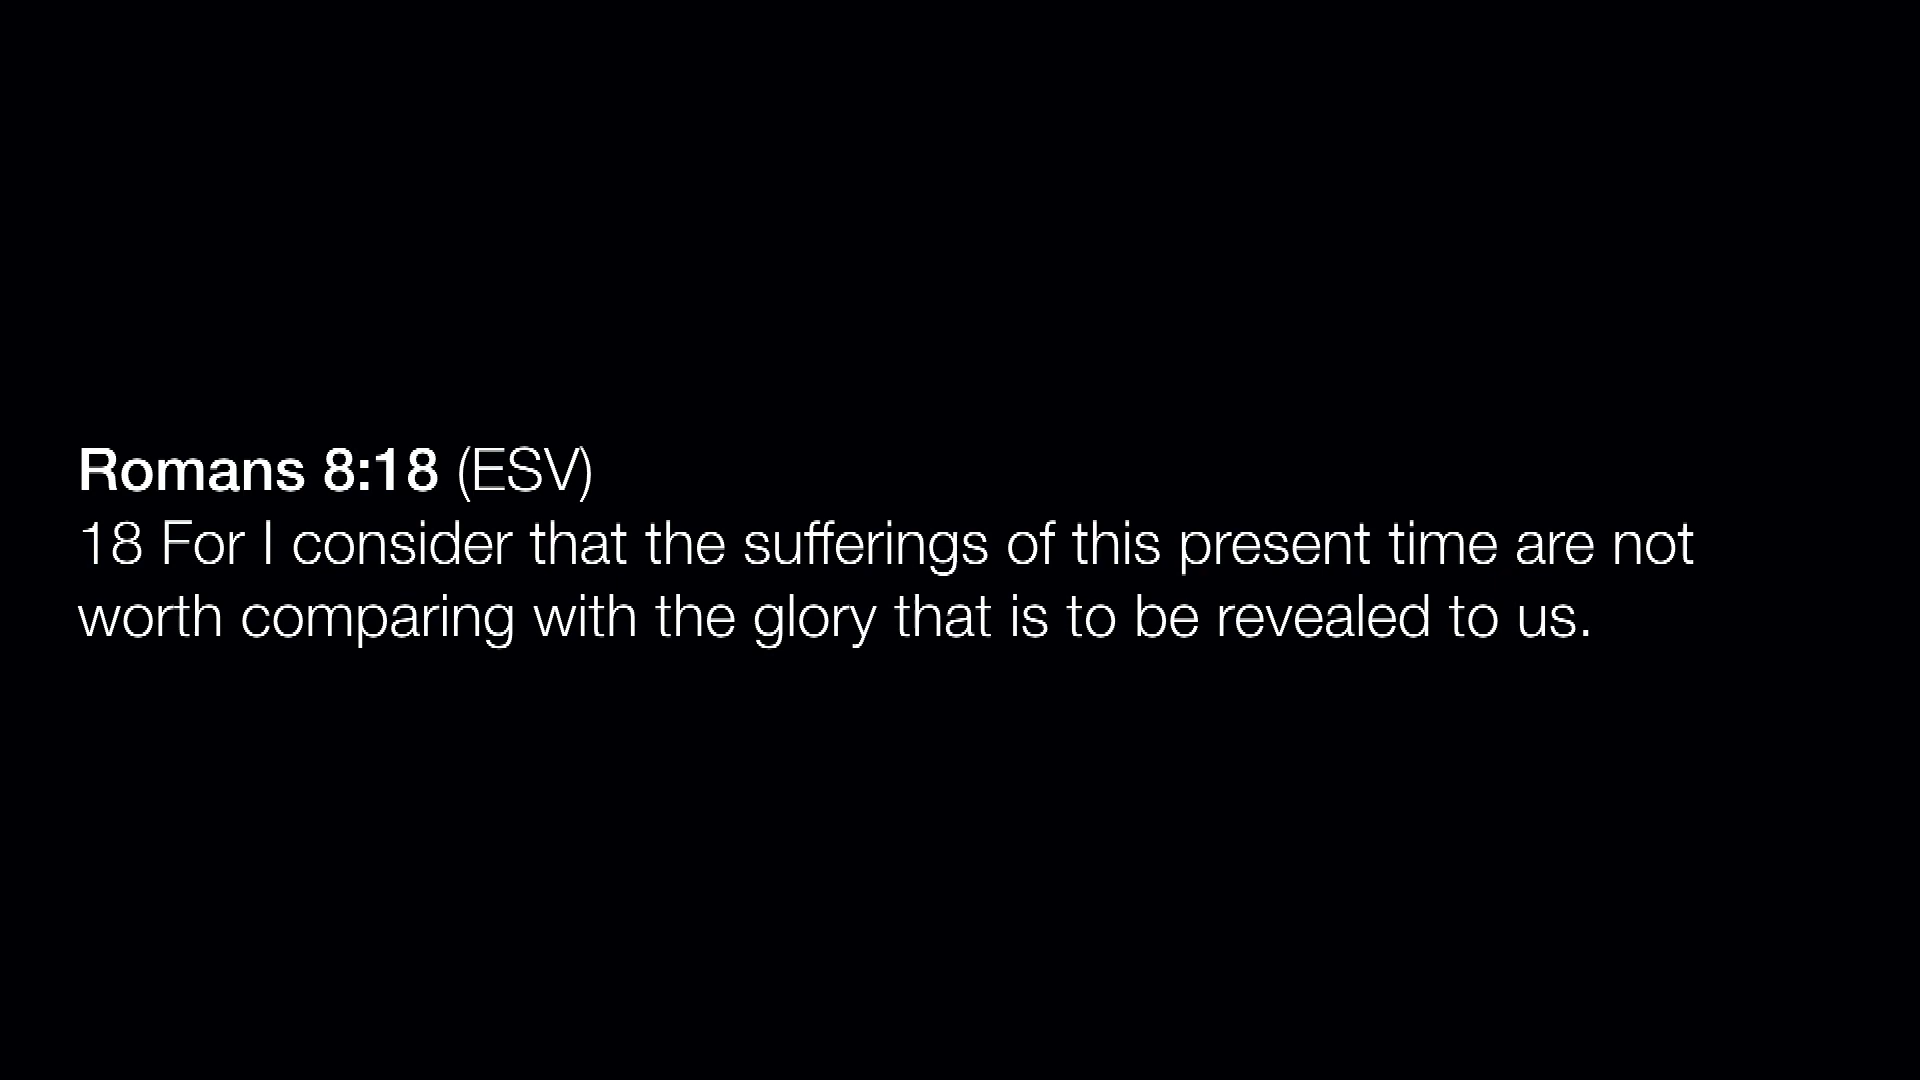 Romans 8:18 (ESV)
18 For I consider that the sufferings of this present time are not
worth comparing with the glory that is to be revealed to us.